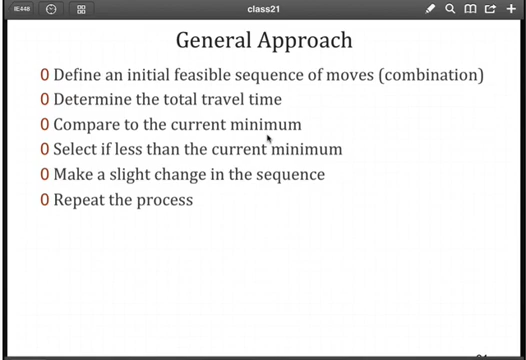 IE448
class21
General Approach
0 Define an initial feasible sequence of moves (combination)
0 Determine the total travel time
0 Compare to the current minimum
0 Select if less than the current minimum
0 Make a slight change in the sequence
0 Repeat the process